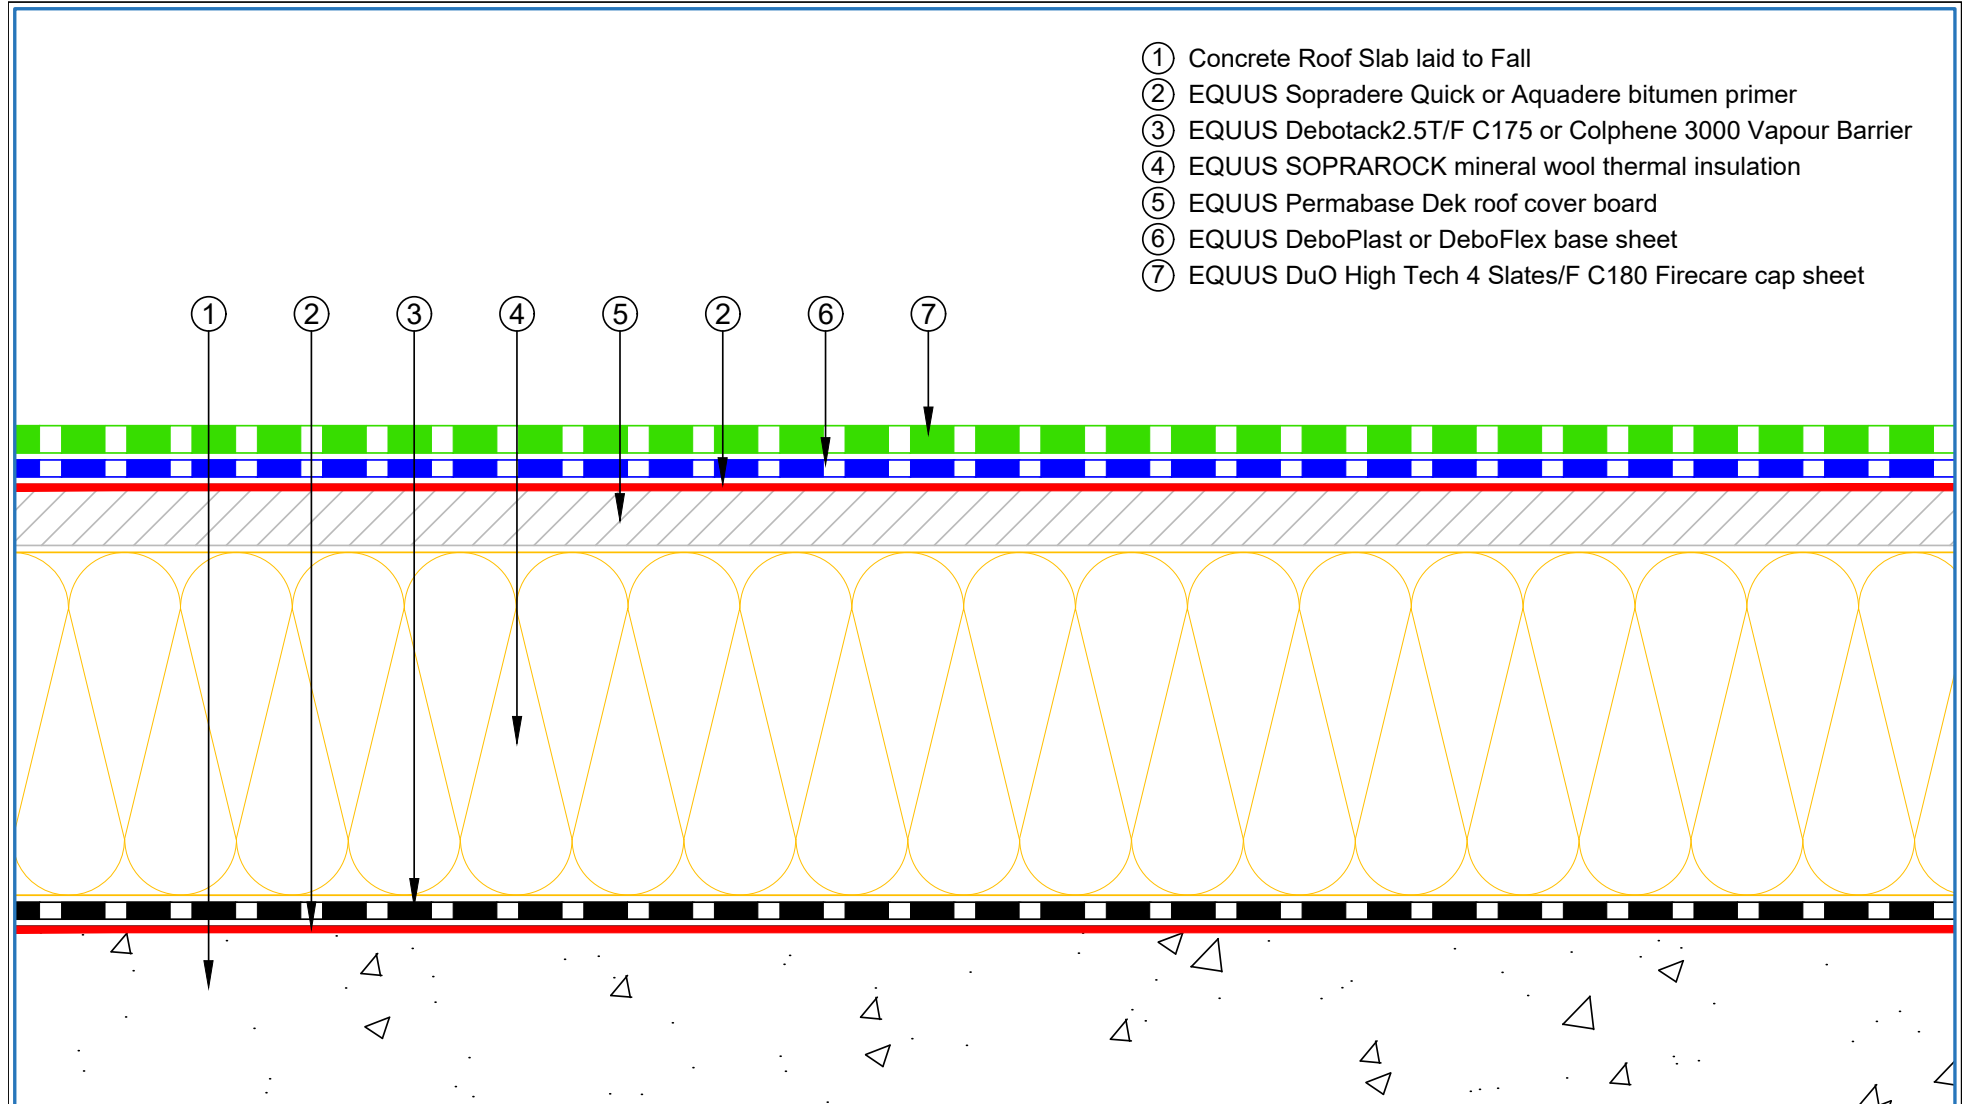 1 Concrete Roof Slab laid to Fall
2 EQUUS Sopradere Quick or Aquadere bitumen primer
3 EQUUS Debotack2.5T/F C175 or Colphene 3000 Vapour Barrier
4 EQUUS SOPRAROCK mineral wool thermal insulation
5 EQUUS Permabase Dek roof cover board
6 EQUUS DeboPlast or DeboFlex base sheet
7 EQUUS DuO High Tech 4 Slates/F C180 Firecare cap sheet
1 2 3 4 5 2 6 7